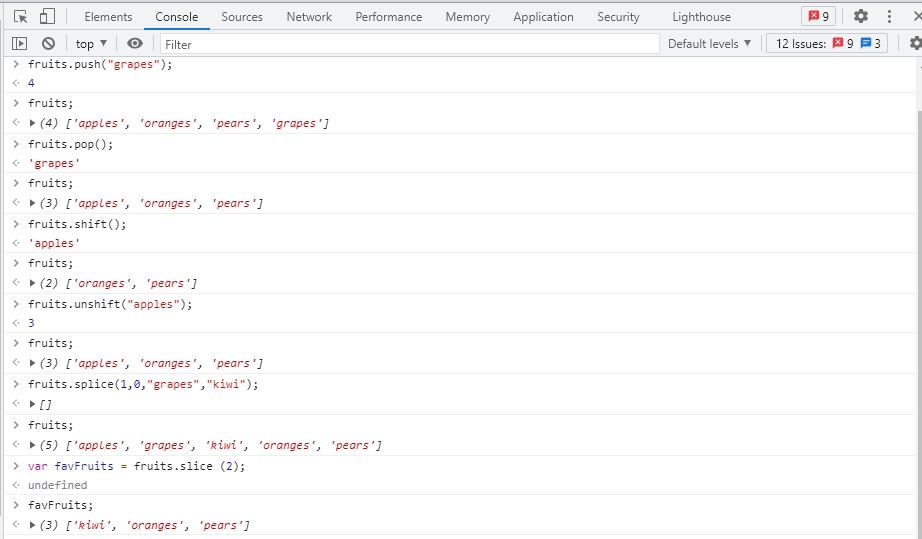 Elements Console Sources Network Performance Memory Application Security Lighthouse 9
top Filter Default levels 12 Issues: 9 3
fruits.push("grapes");
4
fruits;
(4) ['apples', 'oranges', 'pears', 'grapes']
fruits.pop();
'grapes'
fruits;
(3) ['apples', 'oranges', 'pears']
fruits.shift();
'apples'
fruits;
(2) ['oranges', 'pears']
fruits.unshift("apples");
3
fruits;
(3) ['apples', 'oranges', 'pears']
fruits.splice(1,0,"grapes","kiwi");
[]
fruits;
(5) ['apples', 'grapes', 'kiwi', 'oranges', 'pears']
var favFruits = fruits.slice (2);
undefined
favFruits;
(3) ['kiwi', 'oranges', 'pears']